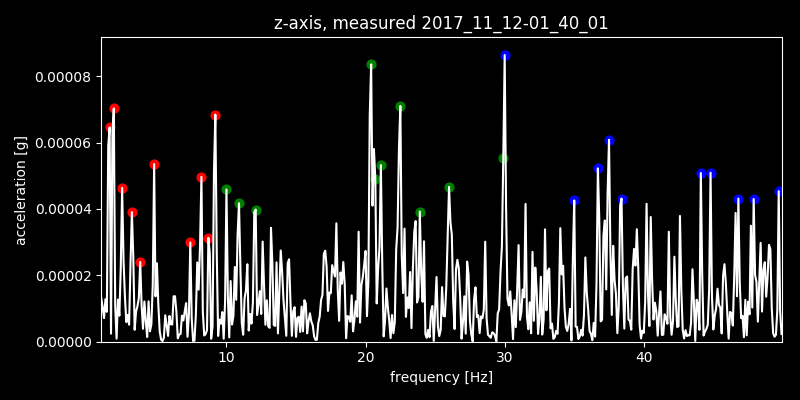 z-axis, measured 2017_11_12-01_40_01
0.00008
0.00006
0.00004
0.00002
0.00000
acceleration [g]
10 20 30 40
frequency [Hz]